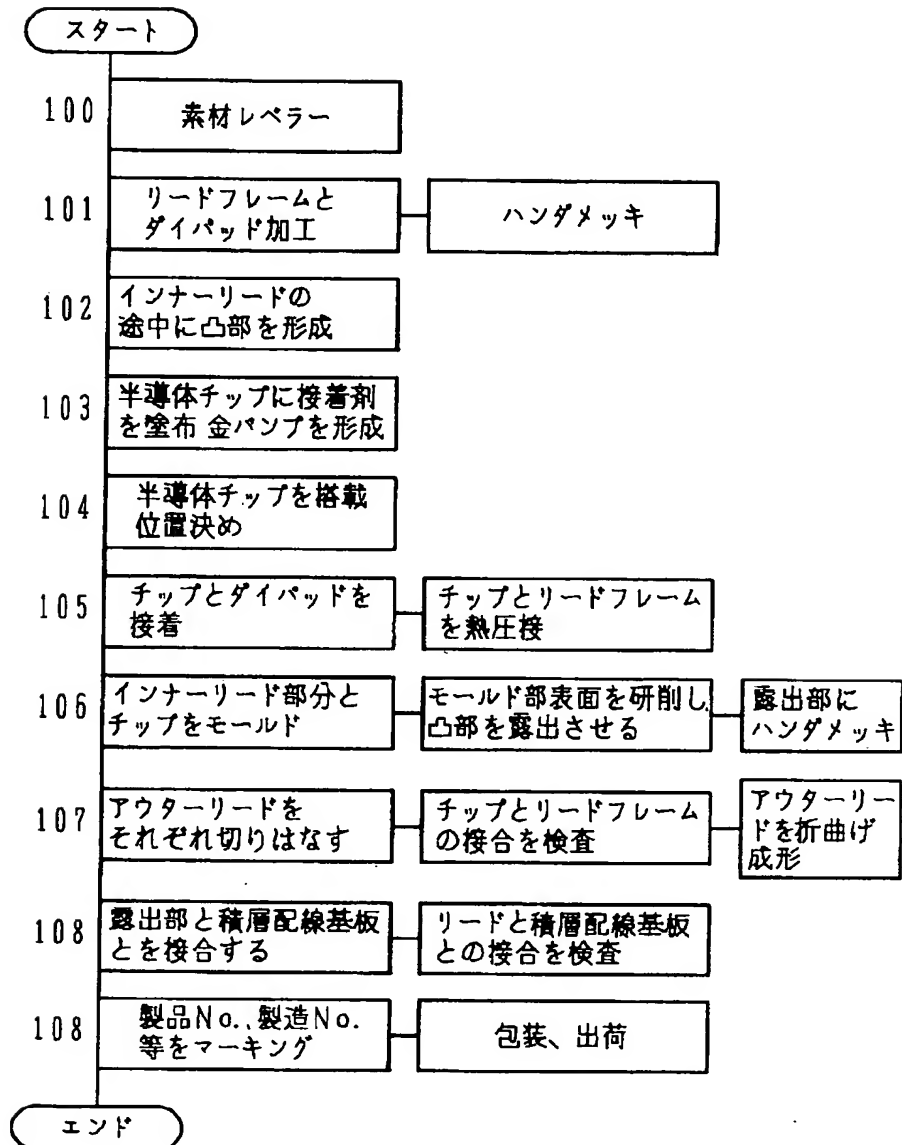 スタート
100
素材レベラー
101
リードフレームと
ダイパッド加工
ハンダメッキ
102
インナーリードの
途中に凸部を形成
103
半導体チップに接着剤
を塗布 金バンプを形成
104
半導体チップを搭載
位置決め
105
チップとダイパッドを
接着
チップとリードフレーム
を熱圧接
106
インナーリード部分と
チップをモールド
モールド部表面を研削し
凸部を露出させる
露出部に
ハンダメッキ
107
アウターリードを
それぞれ切りはなす
チップとリードフレーム
の接合を検査
アウターリー
ドを折曲げ
成形
108
露出部と積層配線基板
とを接合する
リードと積層配線基板
との接合を検査
108
製品No.、製造No.
等をマーキング
包装、出荷
エンド